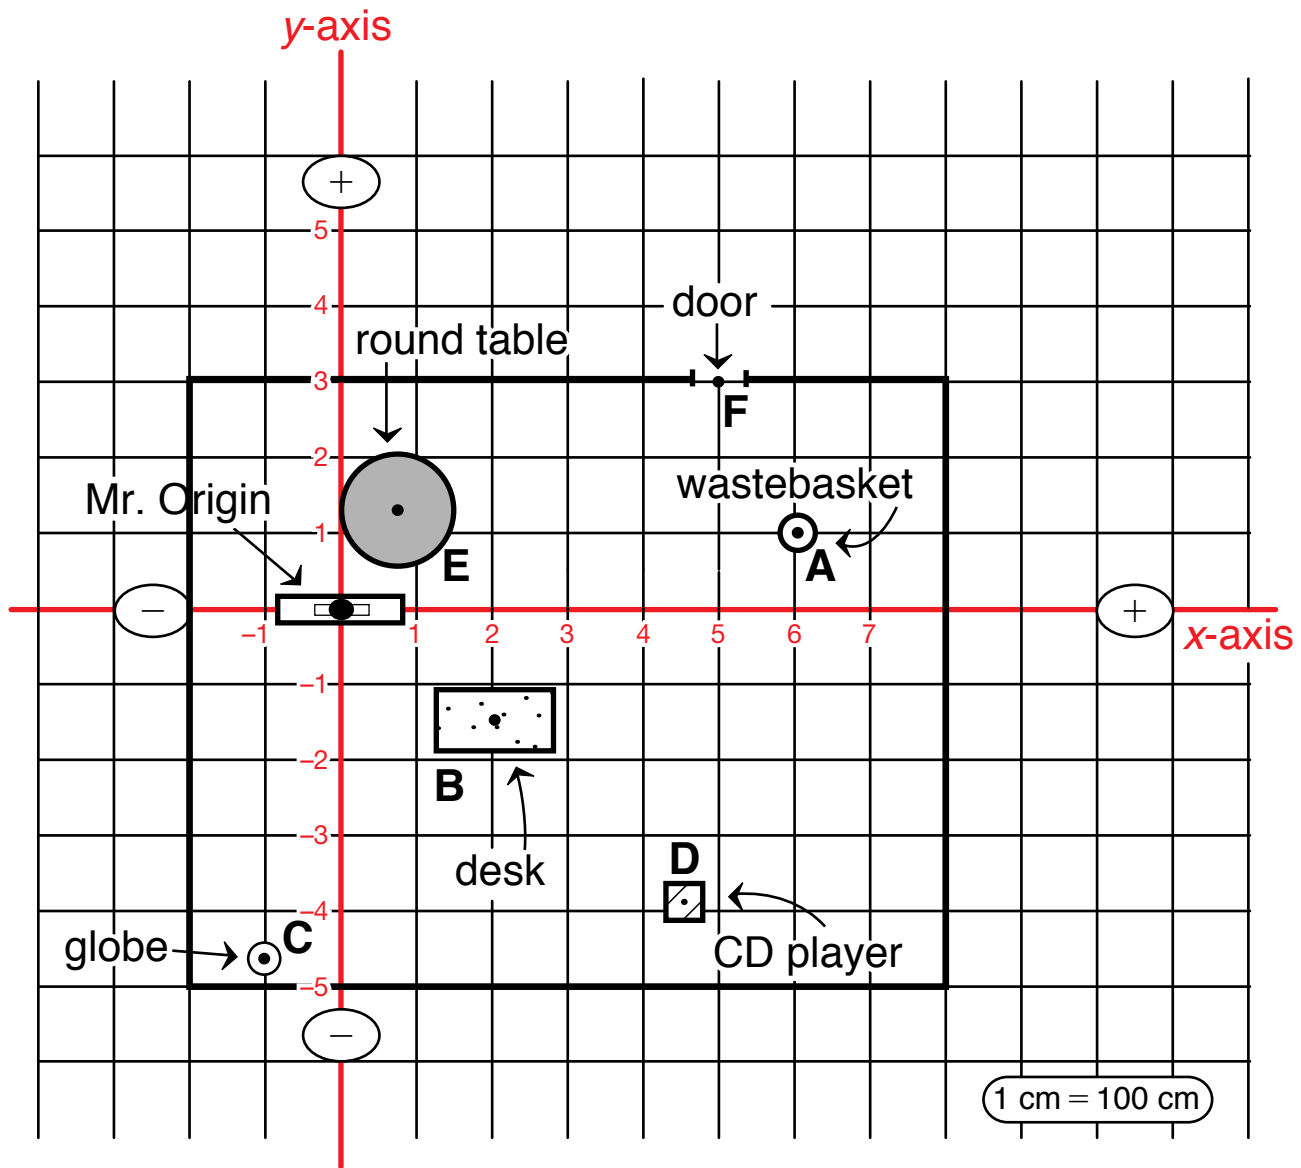 y-axis
+
5
4
door
round table
3
F
2
wastebasket
Mr. Origin
1
E
A
−
+
–1
1
2
3
4
5
6
7
x-axis
–1
–2
B
–3
desk
D
–4
C
globe
CD player
–5
−
1 cm = 100 cm